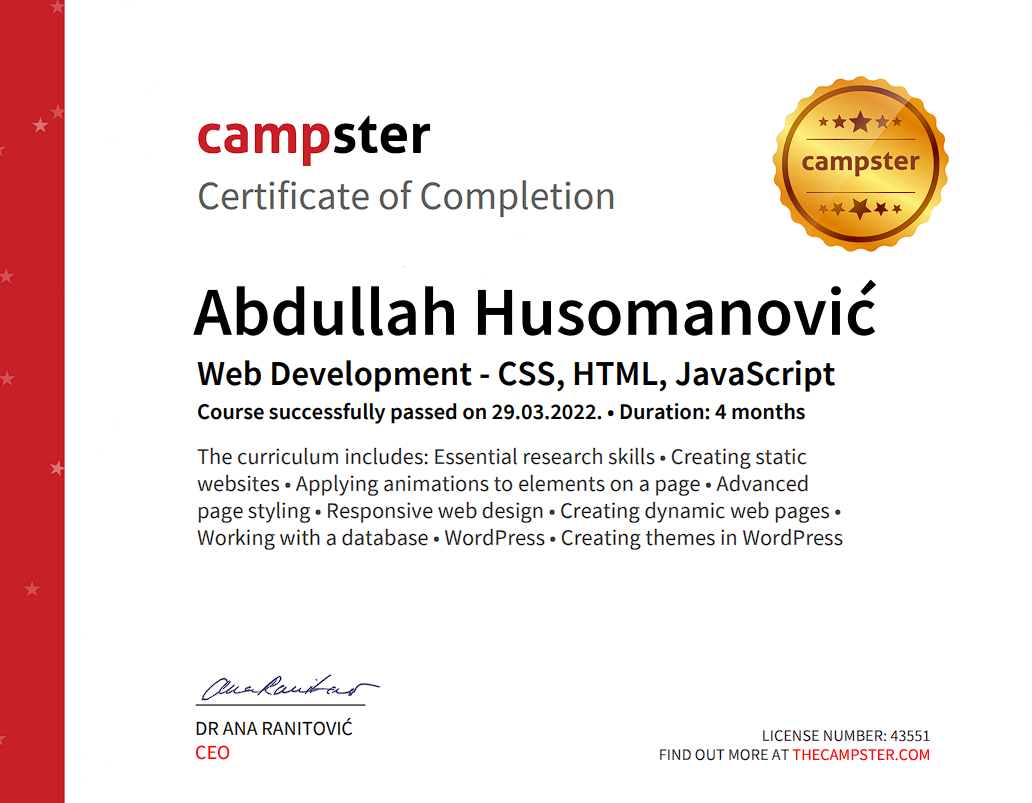 campster
Certificate of Completion
campster
Abdullah Husomanović
Web Development - CSS, HTML, JavaScript
Course successfully passed on 29.03.2022. • Duration: 4 months
The curriculum includes: Essential research skills • Creating static
websites • Applying animations to elements on a page • Advanced
page styling • Responsive web design • Creating dynamic web pages •
Working with a database • WordPress • Creating themes in WordPress
Ana Ranitović
DR ANA RANITOVIĆ
CEO
LICENSE NUMBER: 43551
FIND OUT MORE AT THECAMPSTER.COM